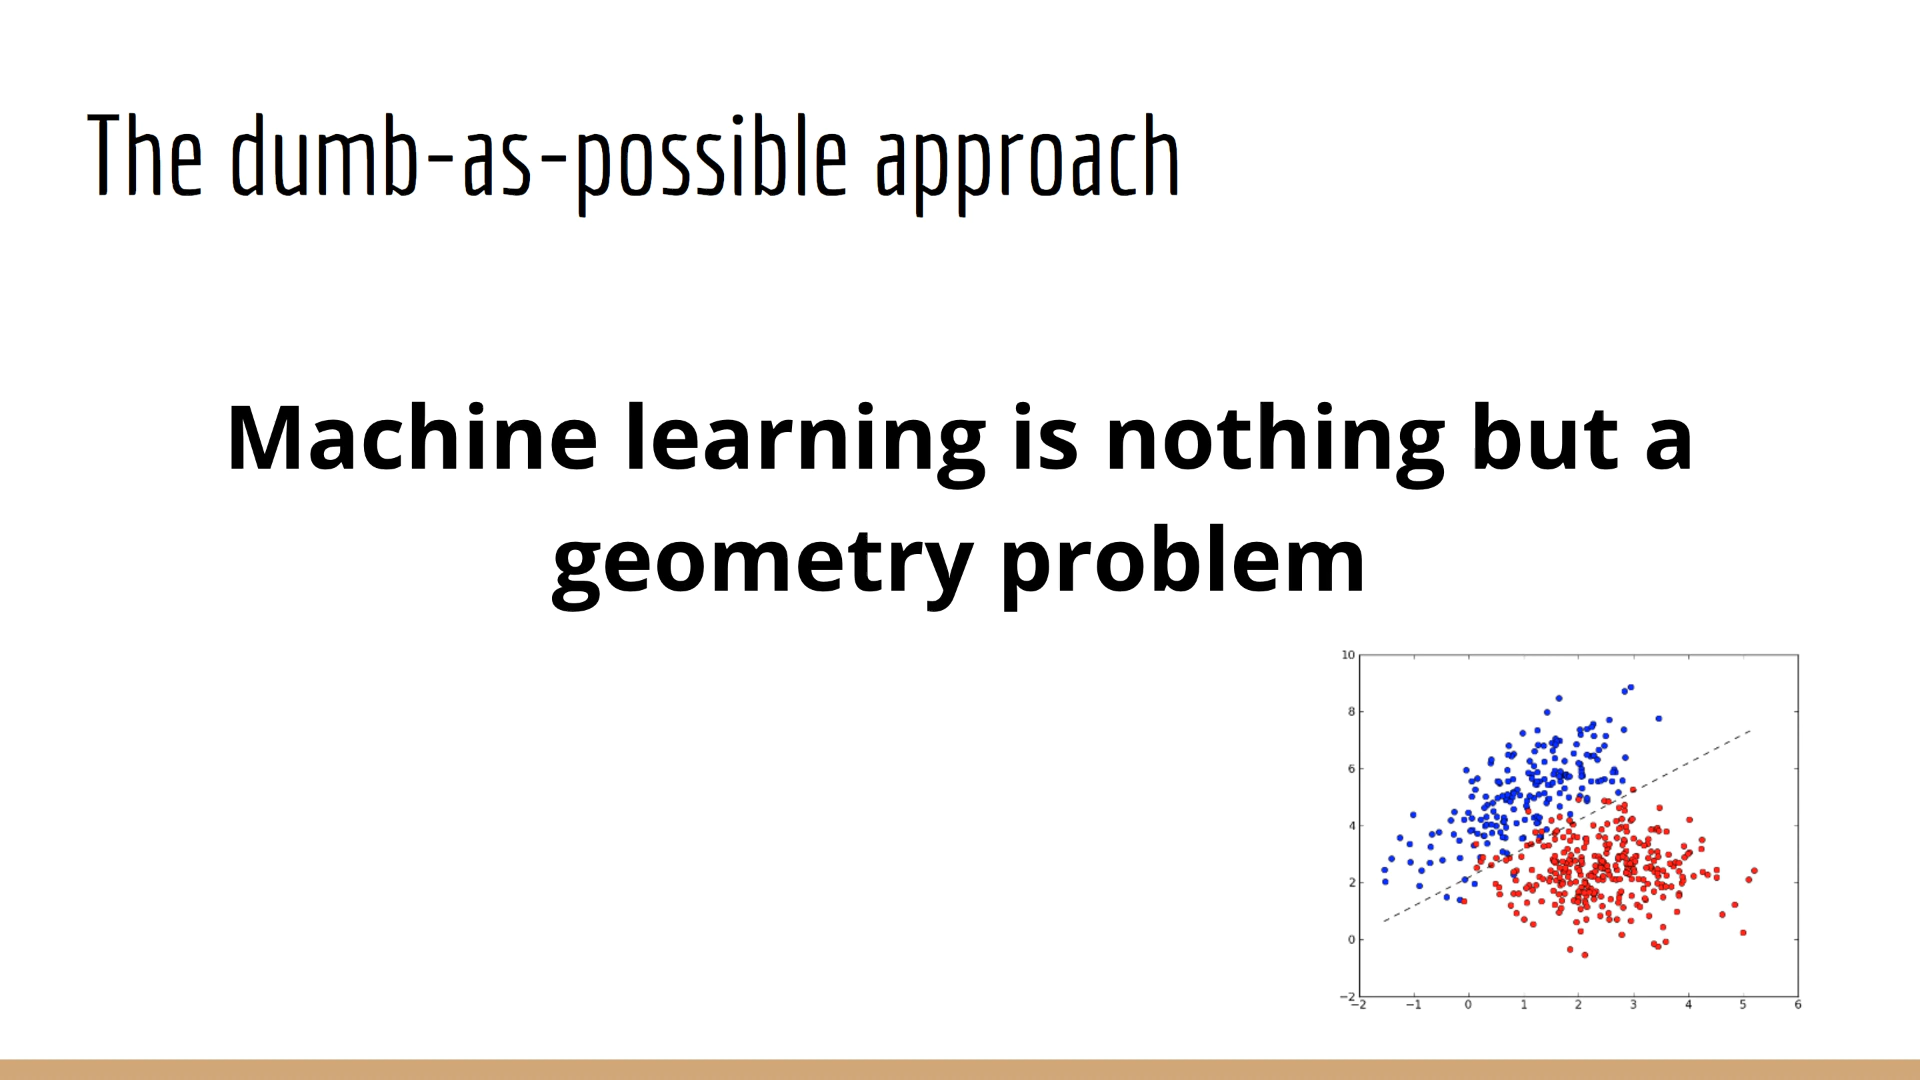 The dumb-as-possible approach
Machine learning is nothing but a
geometry problem
10
8
6
4
2
0
−2
−2 −1 0 1 2 3 4 5 6